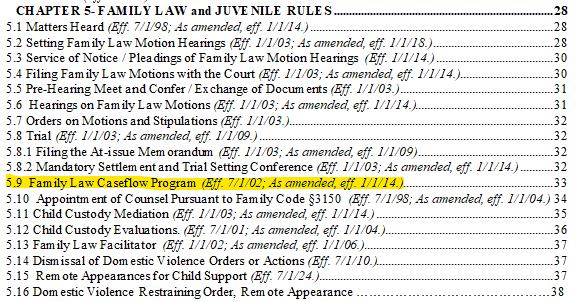 CHAPTER 5- FAMILY LAW and JUVENILE RULES ................................ 28
5.1 Matters Heard (Eff. 7/1/98; As amended, eff. 1/1/14.) ................................ 28
5.2 Setting Family Law Motion Hearings (Eff. 1/1/03; As amended, eff. 1/1/18.) ................................ 28
5.3 Service of Notice / Pleadings of Family Law Motion Hearings (Eff. 1/1/14.) ................................ 30
5.4 Filing Family Law Motions with the Court (Eff. 1/1/03; As amended, eff. 1/1/14.) ................................ 30
5.5 Pre-Hearing Meet and Confer / Exchange of Documents (Eff. 1/1/03.) ................................ 31
5.6 Hearings on Family Law Motions (Eff. 1/1/03; As amended, eff. 1/1/14.) ................................ 31
5.7 Orders on Motions and Stipulations (Eff. 1/1/03.) ................................ 32
5.8 Trial (Eff. 1/1/03; As amended, eff. 1/1/09.) ................................ 32
5.8.1 Filing the At-issue Memorandum (Eff. 1/1/03; As amended, eff. 1/1/09) ................................ 32
5.8.2 Mandatory Settlement and Trial Setting Conference (Eff. 1/1/03; As amended, eff. 1/1/14.) ................................ 32
5.9 Family Law Caseflow Program (Eff. 7/1/02; As amended, eff. 1/1/14.) ................................ 33
5.10 Appointment of Counsel Pursuant to Family Code §3150 (Eff. 7/1/98; As amended, eff. 1/1/04.) 34
5.11 Child Custody Mediation (Eff. 1/1/03; As amended, eff. 1/1/14.) ................................ 35
5.12 Child Custody Evaluations. (Eff. 7/1/01; As amended, eff. 1/1/04.) ................................ 36
5.13 Family Law Facilitator (Eff. 1/1/02; As amended, eff. 1/1/06.) ................................ 37
5.14 Dismissal of Domestic Violence Orders or Actions (Eff. 7/1/10.) ................................ 37
5.15 Remote Appearances for Child Support (Eff. 7/1/24.) ................................ 37
5.16 Domestic Violence Restraining Order, Remote Appearance ................................ 38